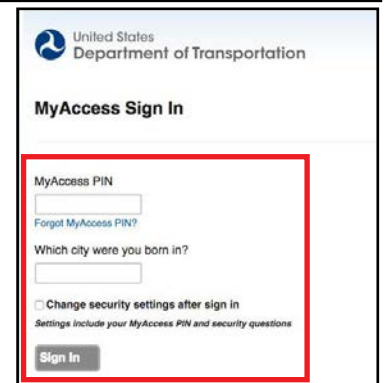 United States
Department of Transportation
MyAccess Sign In
MyAccess PIN
Forgot MyAccess PIN?
Which city were you born in?
Change security settings after sign in
Settings include your MyAccess PIN and security questions
Sign In